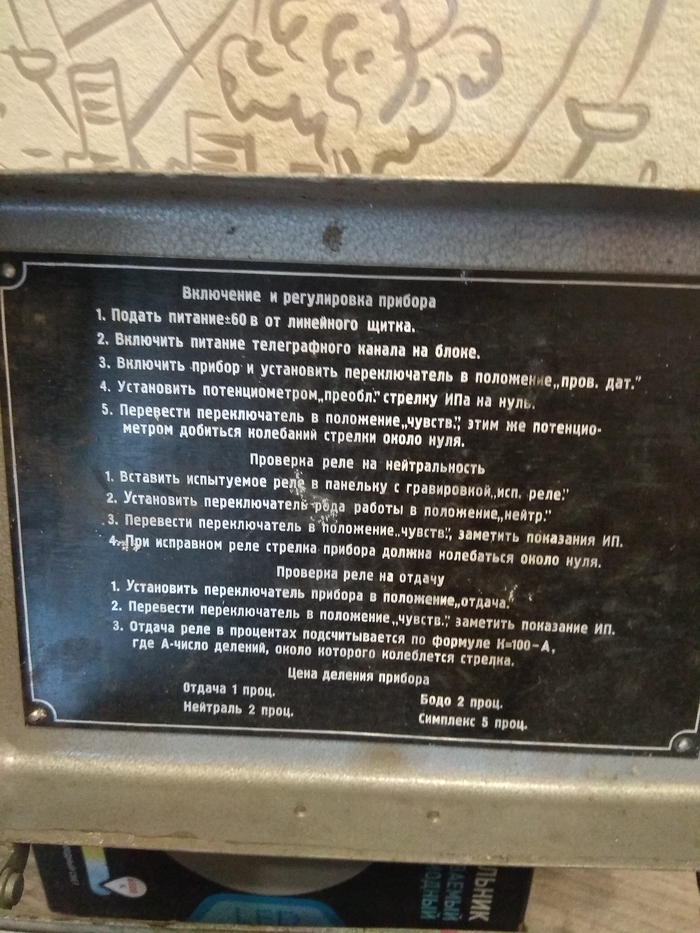 Включение и регулировка прибора
1. Подать питание±60 в от линейного щитка.
2. Включить питание телеграфного канала на блоке.
3. Включить прибор и установить переключатель в положение„пров. дат.”
4. Установить потенциометром„преобл.” стрелку ИПа на нуль.
5. Перевести переключатель в положение„чувств.”, этим же потенцио-
метром добиться колебаний стрелки около нуля.
Проверка реле на нейтральность
1. Вставить испытуемое реле в панельку с гравировкой„исп. реле.”
2. Установить переключатель рода работы в положение„нейтр.”
3. Перевести переключатель в положение„чувств.”, заметить показания ИП.
4. При исправном реле стрелка прибора должна колебаться около нуля.
Проверка реле на отдачу
1. Установить переключатель прибора в положение„отдача.”
2. Перевести переключатель в положение„чувств.”, заметить показание ИП.
3. Отдача реле в процентах подсчитывается по формуле К=100-А,
где А-число делений, около которого колеблется стрелка.
Цена деления прибора
Отдача 1 проц.
Нейтраль 2 проц.
Бодо 2 проц.
Симплекс 5 проц.
ЛЬНИК